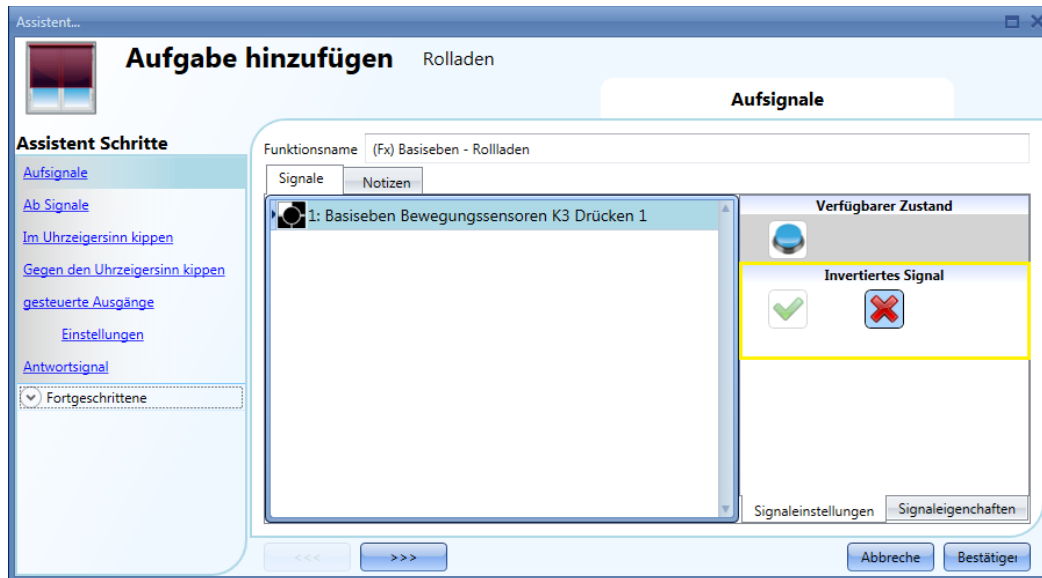 Assistent...
Aufgabe hinzufügen Rolladen
Aufsignale
Assistent Schritte
Aufsignale
Ab Signale
Im Uhrzeigersinn kippen
Gegen den Uhrzeigersinn kippen
gesteuerte Ausgänge
Einstellungen
Antwortsignal
Fortgeschrittene
Funktionsname (Fx) Basiseben - Rollladen
Signale Notizen
1: Basiseben Bewegungssensoren K3 Drücken 1
Verfügbarer Zustand
Invertiertes Signal
Signaleinstellungen Signaleigenchaften
<<< >>> Abbreche Bestätiger